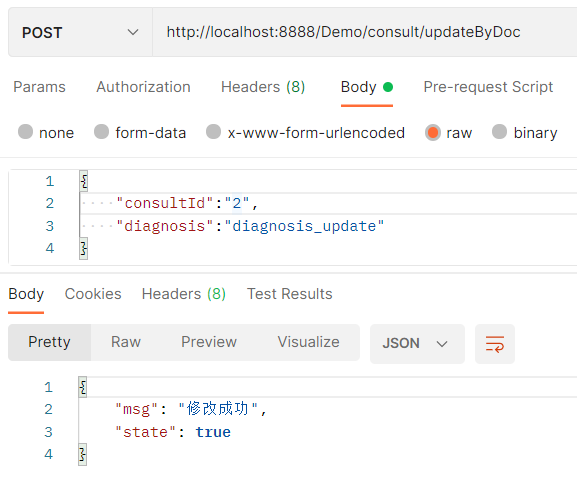 POST http://localhost:8888/Demo/consult/updateByDoc
Params Authorization Headers (8) Body Pre-request Script
none form-data x-www-form-urlencoded raw binary
1 {
2 "consultId":"2",
3 "diagnosis":"diagnosis_update"
4 }
Body Cookies Headers (8) Test Results
Pretty Raw Preview Visualize JSON
1 {
2 "msg": "修改成功",
3 "state": true
4 }